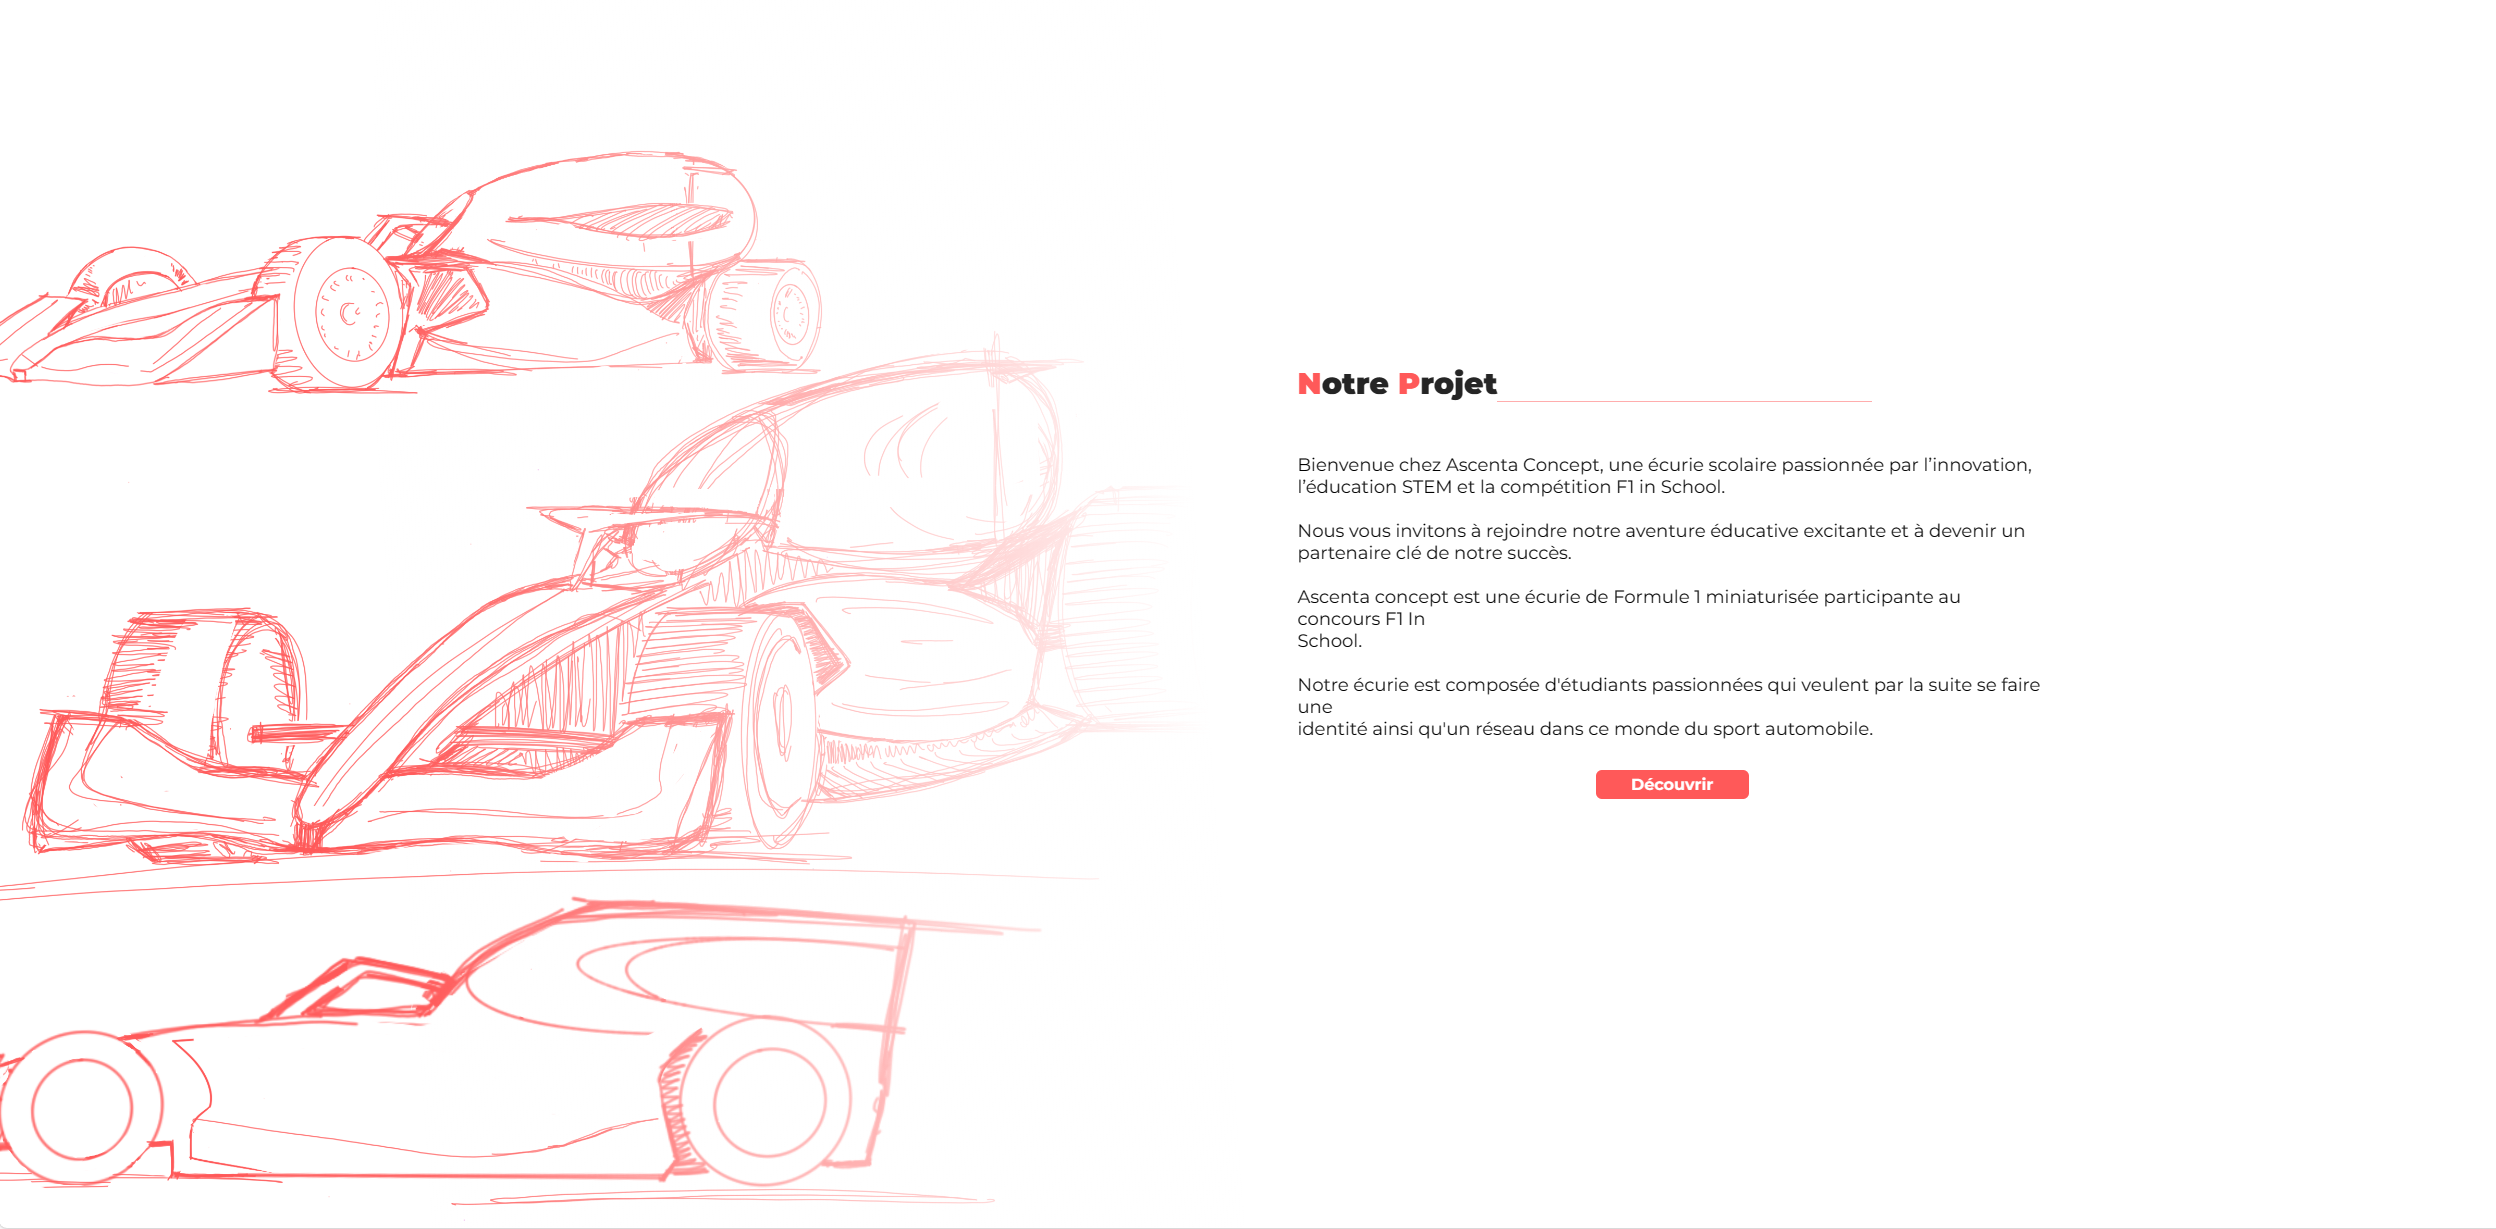 Notre Projet
Bienvenue chez Ascenta Concept, une écurie scolaire passionnée par l’innovation,
l’éducation STEM et la compétition F1 in School.
Nous vous invitons à rejoindre notre aventure éducative excitante et à devenir un
partenaire clé de notre succès.
Ascenta concept est une écurie de Formule 1 miniaturisée participante au
concours F1 In
School.
Notre écurie est composée d'étudiants passionnées qui veulent par la suite se faire
une
identité ainsi qu'un réseau dans ce monde du sport automobile.
Découvrir